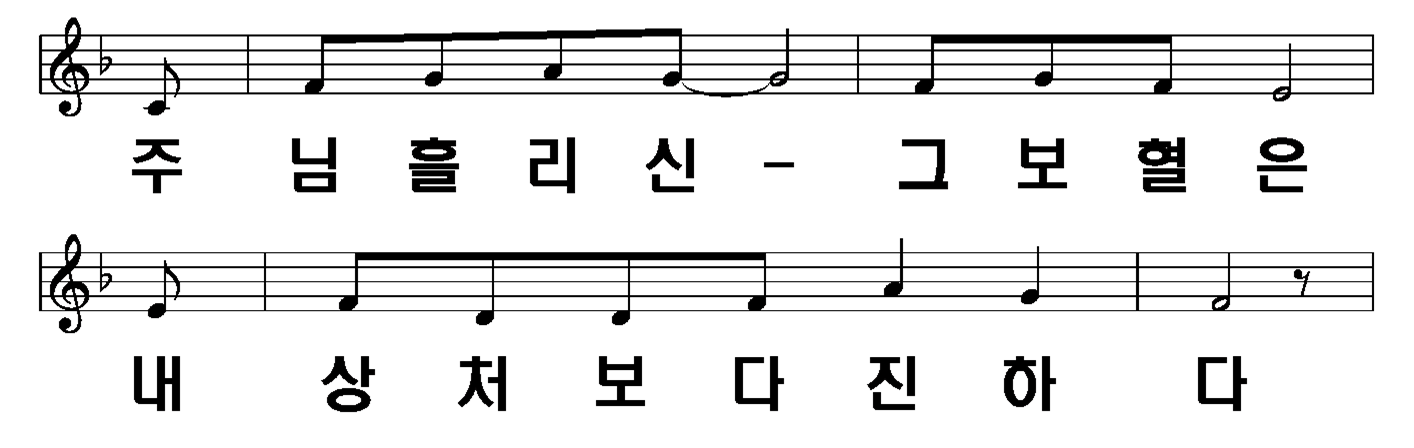 주 님 흘 리 신 - 그 보 혈 은
내 상 처 보 다 진 하 다